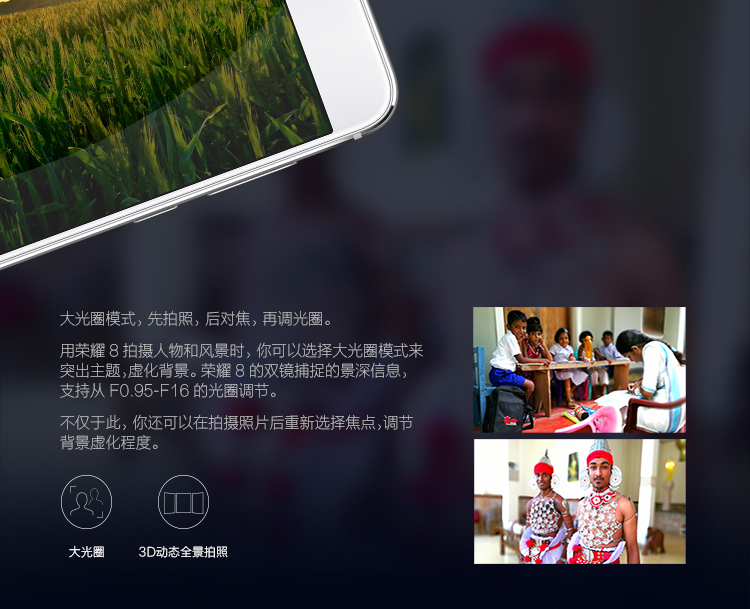 大光圈模式，先拍照，后对焦，再调光圈。
用荣耀 8 拍摄人物和风景时，你可以选择大光圈模式来
突出主题，虚化背景。荣耀 8 的双镜捕捉的景深信息，
支持从 F0.95-F16 的光圈调节。
不仅于此，你还可以在拍摄照片后重新选择焦点，调节
背景虚化程度。
大光圈
3D动态全景拍照